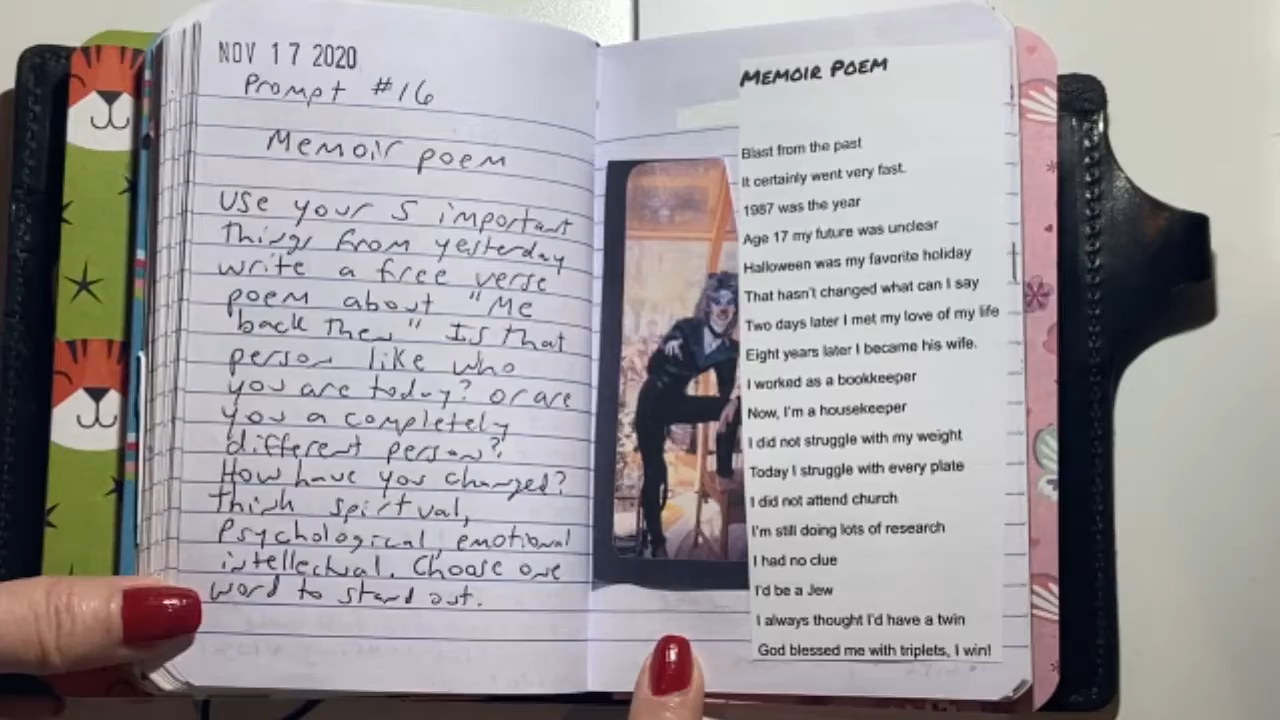 NOV 17 2020
Prompt #16
Memoir poem
Use your 5 important
things from yesterday
write a free verse
poem about "Me
back then" Is that
person like who
you are today? or are
you a completely
different person?
How have you changed?
Think spirtual,
Psychological, emotional
intellectual. Choose one
word to stand out.
MEMOIR POEM
Blast from the past
It certainly went very fast.
1987 was the year
Age 17 my future was unclear
Halloween was my favorite holiday
That hasn't changed what can I say
Two days later I met my love of my life
Eight years later I became his wife.
I worked as a bookkeeper
Now, I'm a housekeeper
I did not struggle with my weight
Today I struggle with every plate
I did not attend church
I'm still doing lots of research
I had no clue
I'd be a Jew
I always thought I'd have a twin
God blessed me with triplets, I win!